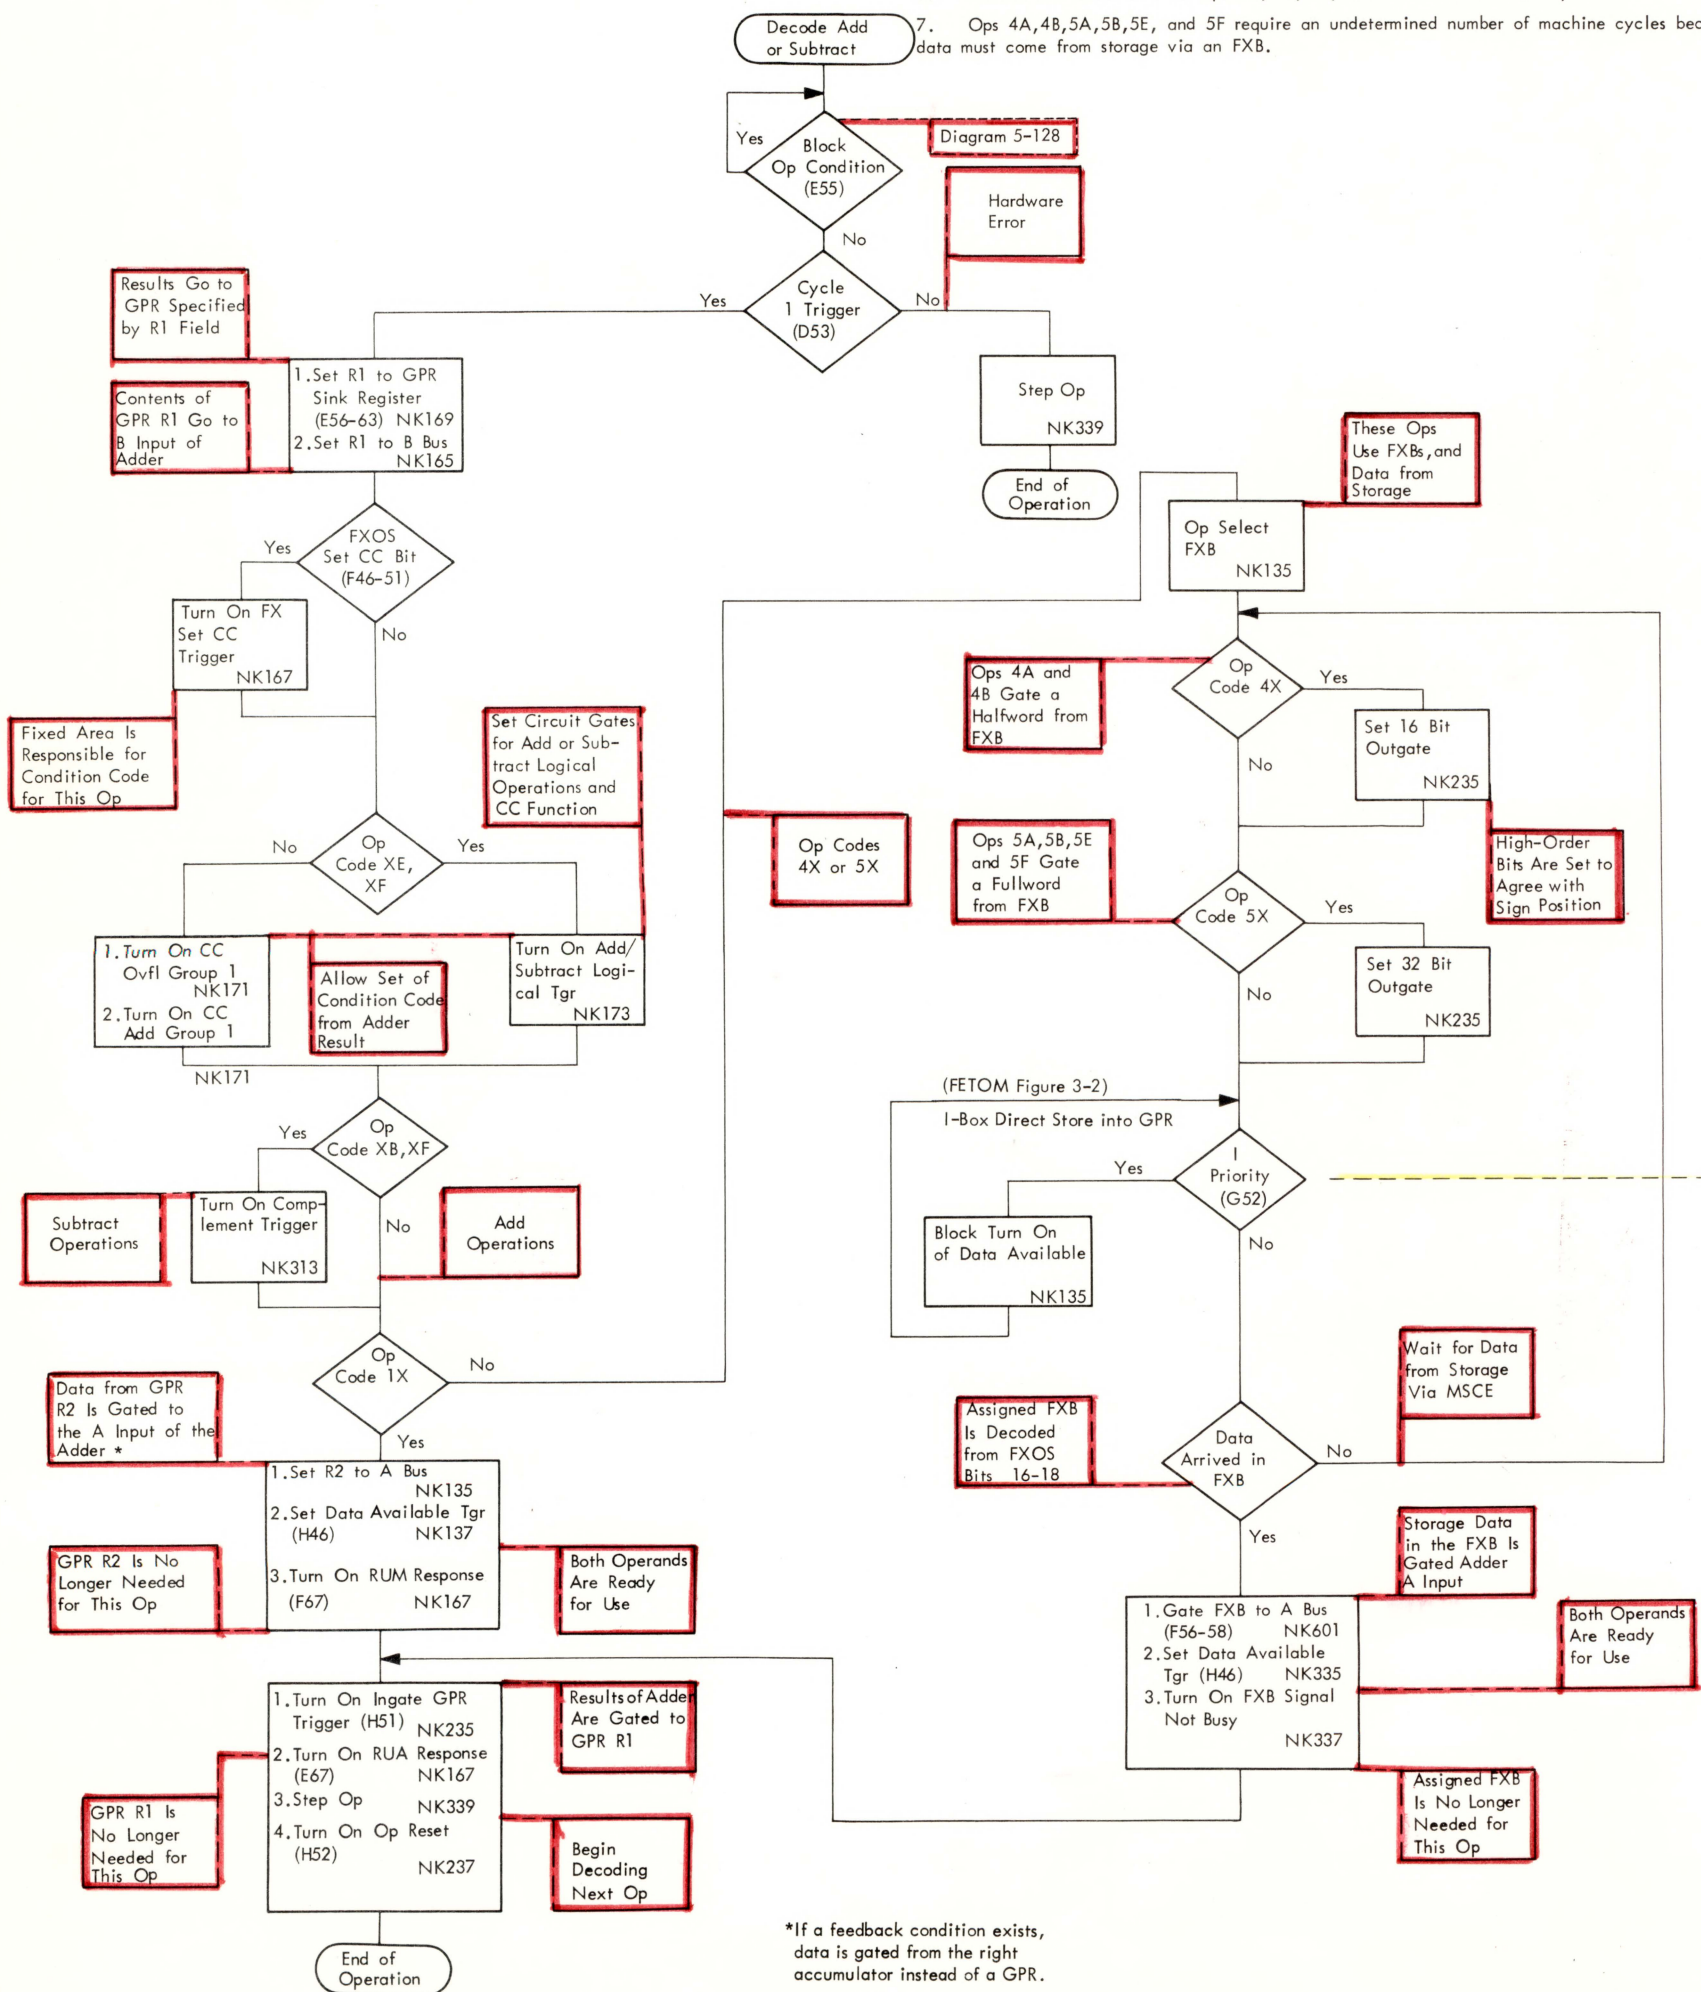 7. Ops 4A,4B,5A,5B,5E, and 5F require an undetermined number of machine cycles
data must come from storage via an FXB.
Decode Add
or Subtract
Yes
Block
Op Condition
(E55)
Diagram 5-128
No
Hardware
Error
Cycle
1 Trigger
(D53)
Yes
No
Step Op
NK339
End of
Operation
Results Go to
GPR Specified
by R1 Field
Contents of
GPR R1 Go to
B Input of
Adder
1.Set R1 to GPR
Sink Register
(E56-63) NK169
2.Set R1 to B Bus
NK165
FXOS
Set CC Bit
(F46-51)
Yes
No
Turn On FX
Set CC
Trigger
NK167
Fixed Area Is
Responsible for
Condition Code
for This Op
Set Circuit Gates
for Add or Sub-
tract Logical
Operations and
CC Function
Op
Code XE,
XF
No
Yes
1.Turn On CC
Ovfl Group 1
NK171
2.Turn On CC
Add Group 1
NK171
Allow Set of
Condition Code
from Adder
Result
Turn On Add/
Subtract Logi-
cal Tgr
NK173
Op
Code XB,XF
Yes
No
Subtract
Operations
Turn On Comp-
lement Trigger
NK313
Add
Operations
Op
Code 1X
No
Yes
Data from GPR
R2 Is Gated to
the A Input of the
Adder *
1.Set R2 to A Bus
NK135
2.Set Data Available Tgr
(H46) NK137
3.Turn On RUM Response
(F67) NK167
GPR R2 Is No
Longer Needed
for This Op
Both Operands
Are Ready
for Use
1.Turn On Ingate GPR
Trigger (H51) NK235
2.Turn On RUA Response
(E67) NK167
3.Step Op NK339
4.Turn On Op Reset
(H52)
NK237
Results of Adder
Are Gated to
GPR R1
GPR R1 Is
No Longer
Needed for
This Op
Begin
Decoding
Next Op
End of
Operation
Op Codes
4X or 5X
These Ops
Use FXBs, and
Data from
Storage
Op Select
FXB
NK135
Ops 4A and
4B Gate a
Halfword from
FXB
Op
Code 4X
Yes
No
Set 16 Bit
Outgate
NK235
High-Order
Bits Are Set to
Agree with
Sign Position
Ops 5A,5B,5E
and 5F Gate
a Fullword
from FXB
Op
Code 5X
Yes
No
Set 32 Bit
Outgate
NK235
(FETOM Figure 3-2)
I-Box Direct Store into GPR
I
Priority
(G52)
Yes
No
Block Turn On
of Data Available
NK135
Wait for Data
from Storage
Via MSCE
Assigned FXB
Is Decoded
from FXOS
Bits 16-18
Data
Arrived in
FXB
No
Yes
Storage Data
in the FXB Is
Gated Adder
A Input
1.Gate FXB to A Bus
(F56-58) NK601
2.Set Data Available
Tgr (H46) NK335
3.Turn On FXB Signal
Not Busy
NK337
Both Operands
Are Ready
for Use
Assigned FXB
Is No Longer
Needed for
This Op
*If a feedback condition exists,
data is gated from the right
accumulator instead of a GPR.